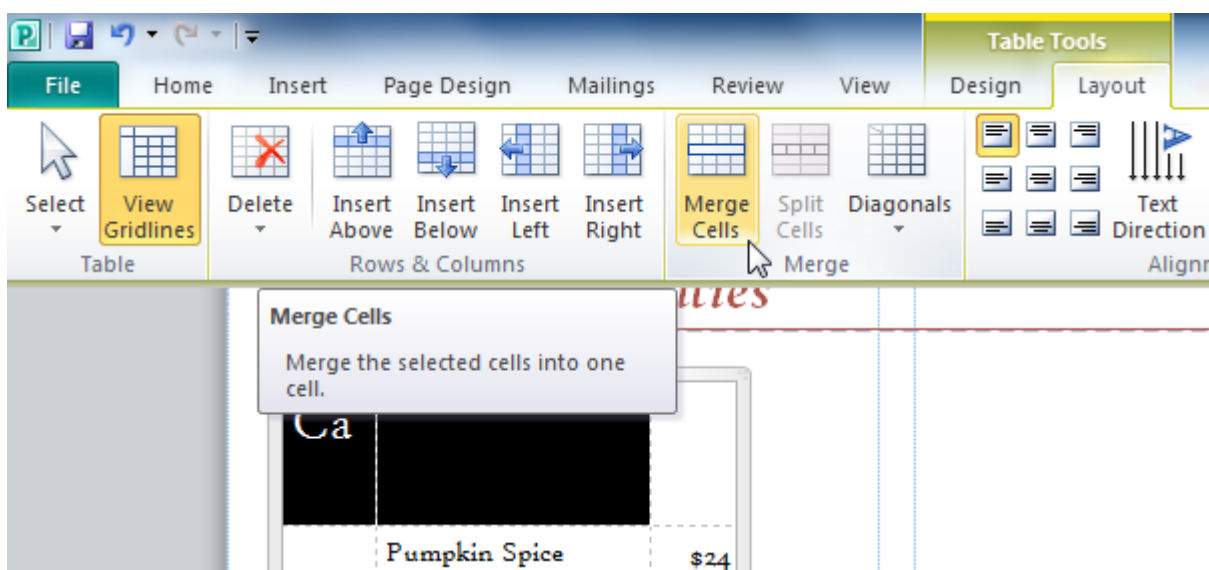 Table Tools
File Home Insert Page Design Mailings Review View Design Layout
Select View Gridlines Delete Insert Above Insert Below Insert Left Insert Right Merge Cells Split Cells Diagonals Text Direction
Table Rows & Columns Merge
Merge Cells
Merge the selected cells into one
cell.
Ca
Pumpkin Spice $24